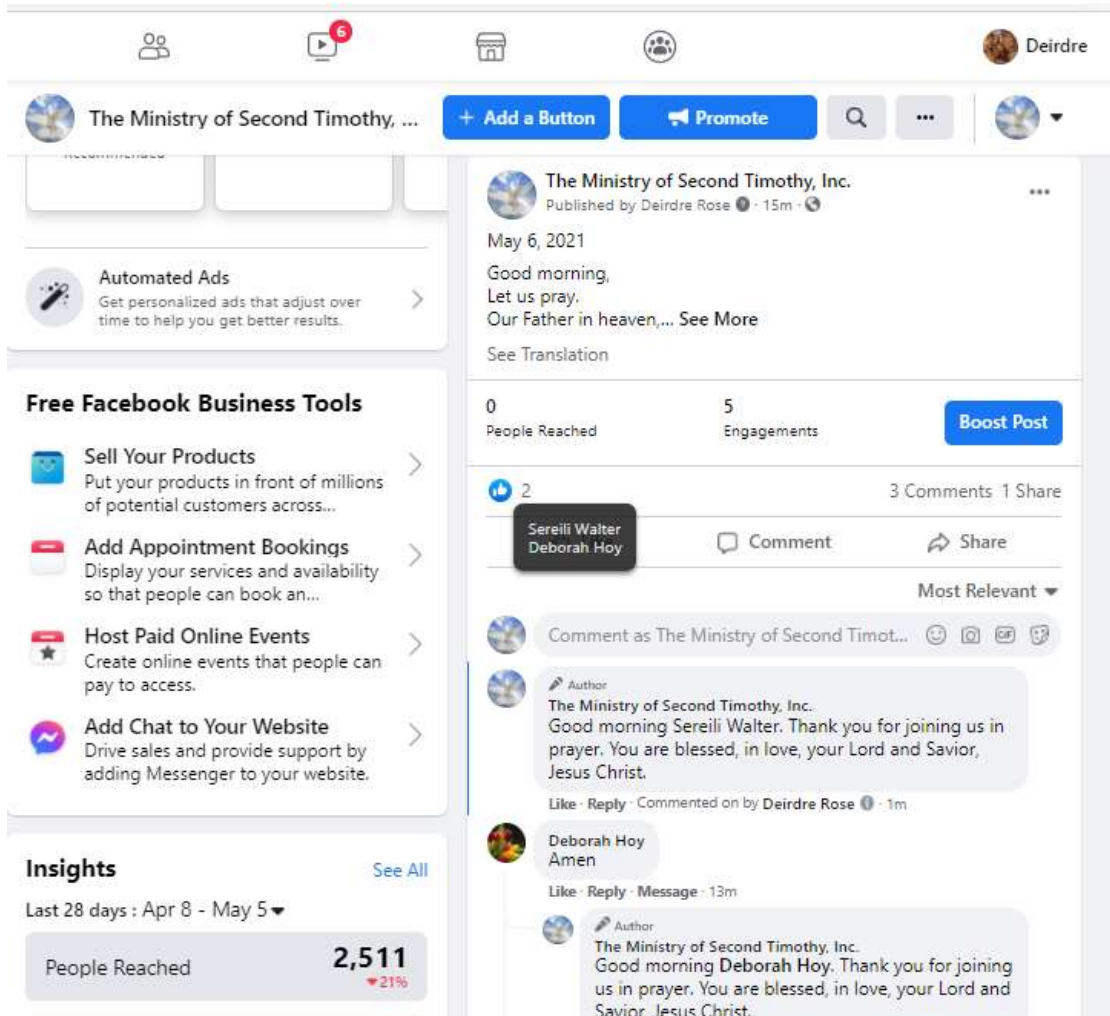 6
Deirdre
The Ministry of Second Timothy, ...
+ Add a Button
Promote
Recommended
Automated Ads
Get personalized ads that adjust over
time to help you get better results.
Free Facebook Business Tools
Sell Your Products
Put your products in front of millions
of potential customers across...
Add Appointment Bookings
Display your services and availability
so that people can book an...
Host Paid Online Events
Create online events that people can
pay to access.
Add Chat to Your Website
Drive sales and provide support by
adding Messenger to your website.
Insights
See All
Last 28 days : Apr 8 - May 5
People Reached
2,511
21%
The Ministry of Second Timothy, Inc.
Published by Deirdre Rose · 15m ·
May 6, 2021
Good morning,
Let us pray.
Our Father in heaven,... See More
See Translation
0
People Reached
5
Engagements
Boost Post
2
3 Comments 1 Share
Sereili Walter
Deborah Hoy
Comment
Share
Most Relevant
Comment as The Ministry of Second Timot...
GIF
Author
The Ministry of Second Timothy, Inc.
Good morning Sereili Walter. Thank you for joining us in
prayer. You are blessed, in love, your Lord and Savior,
Jesus Christ.
Like · Reply · Commented on by Deirdre Rose · 1m
Deborah Hoy
Amen
Like · Reply · Message · 13m
Author
The Ministry of Second Timothy, Inc.
Good morning Deborah Hoy. Thank you for joining
us in prayer. You are blessed, in love, your Lord and
Savior, Jesus Christ.